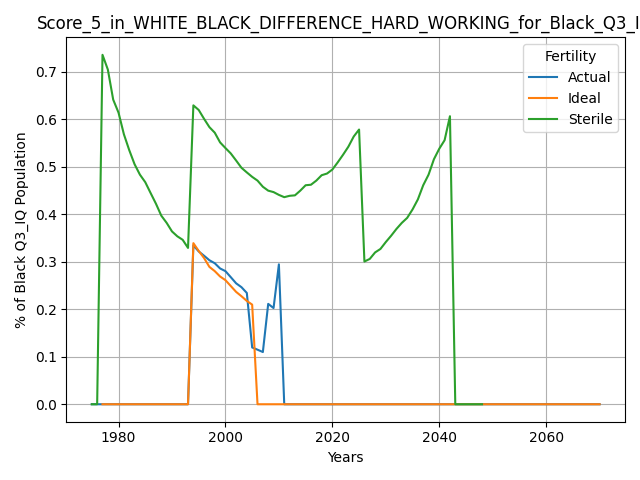 Score_5_in_WHITE_BLACK_DIFFERENCE_HARD_WORKING_for_Black_Q3_I
Fertility
Actual
Ideal
Sterile
% of Black Q3_IQ Population
0.7
0.6
0.5
0.4
0.3
0.2
0.1
0.0
1980 2000 2020 2040 2060
Years